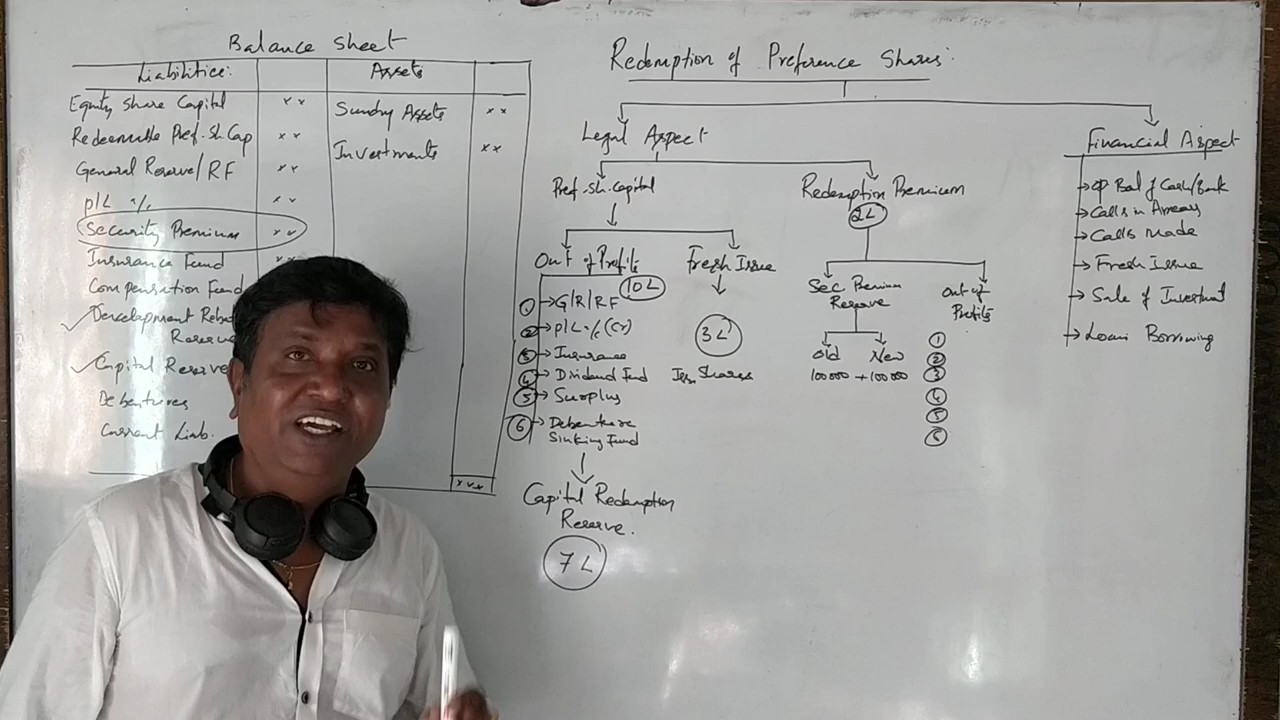 Balance Sheet
Liabilities:
Assets
Equity Share Capital
x x
Sundry Assets
x x
Redeemable Pref. Sh. Cap
x x
Investments
x x
General Reserve / RF
x x
P/L A/c
x x
Security Premium
x x
Insurance Fund
x x
Compensation Fund
Development
Reserve
Capital Reserve
Debentures
Current Liab.
x x x
Redemption of Preference Shares:
Legal Aspect
Pref. Sh. Capital
Out of Profits
10 L
① G/R/RF
② P/L A/c (Cr)
③ Insurance
④ Dividend Fund
⑤ Surplus
⑥ Debenture
Sinking Fund
Capital Redemption
Reserve.
7 L
Fresh Issue
3 L
Shares
Redemption Premium
2L
Sec Premium
Reserve
Old
New
100000 + 100000
Out of
Profits
①
②
③
④
⑤
⑥
Financial Aspect
OP Bal of Cash/Bank
Calls in Arrears
Calls Made
Fresh Issue
Sale of Investment
Loan Borrowing